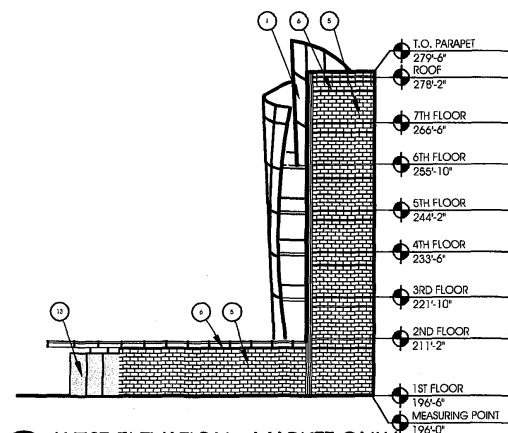 1
6
5
T.O. PARAPET
279'-6"
ROOF
278'-2"
7TH FLOOR
266'-6"
6TH FLOOR
255'-10"
5TH FLOOR
244'-2"
4TH FLOOR
233'-6"
3RD FLOOR
221'-10"
13
6
5
2ND FLOOR
211'-2"
1ST FLOOR
196'-6"
MEASURING POINT
196'-0"